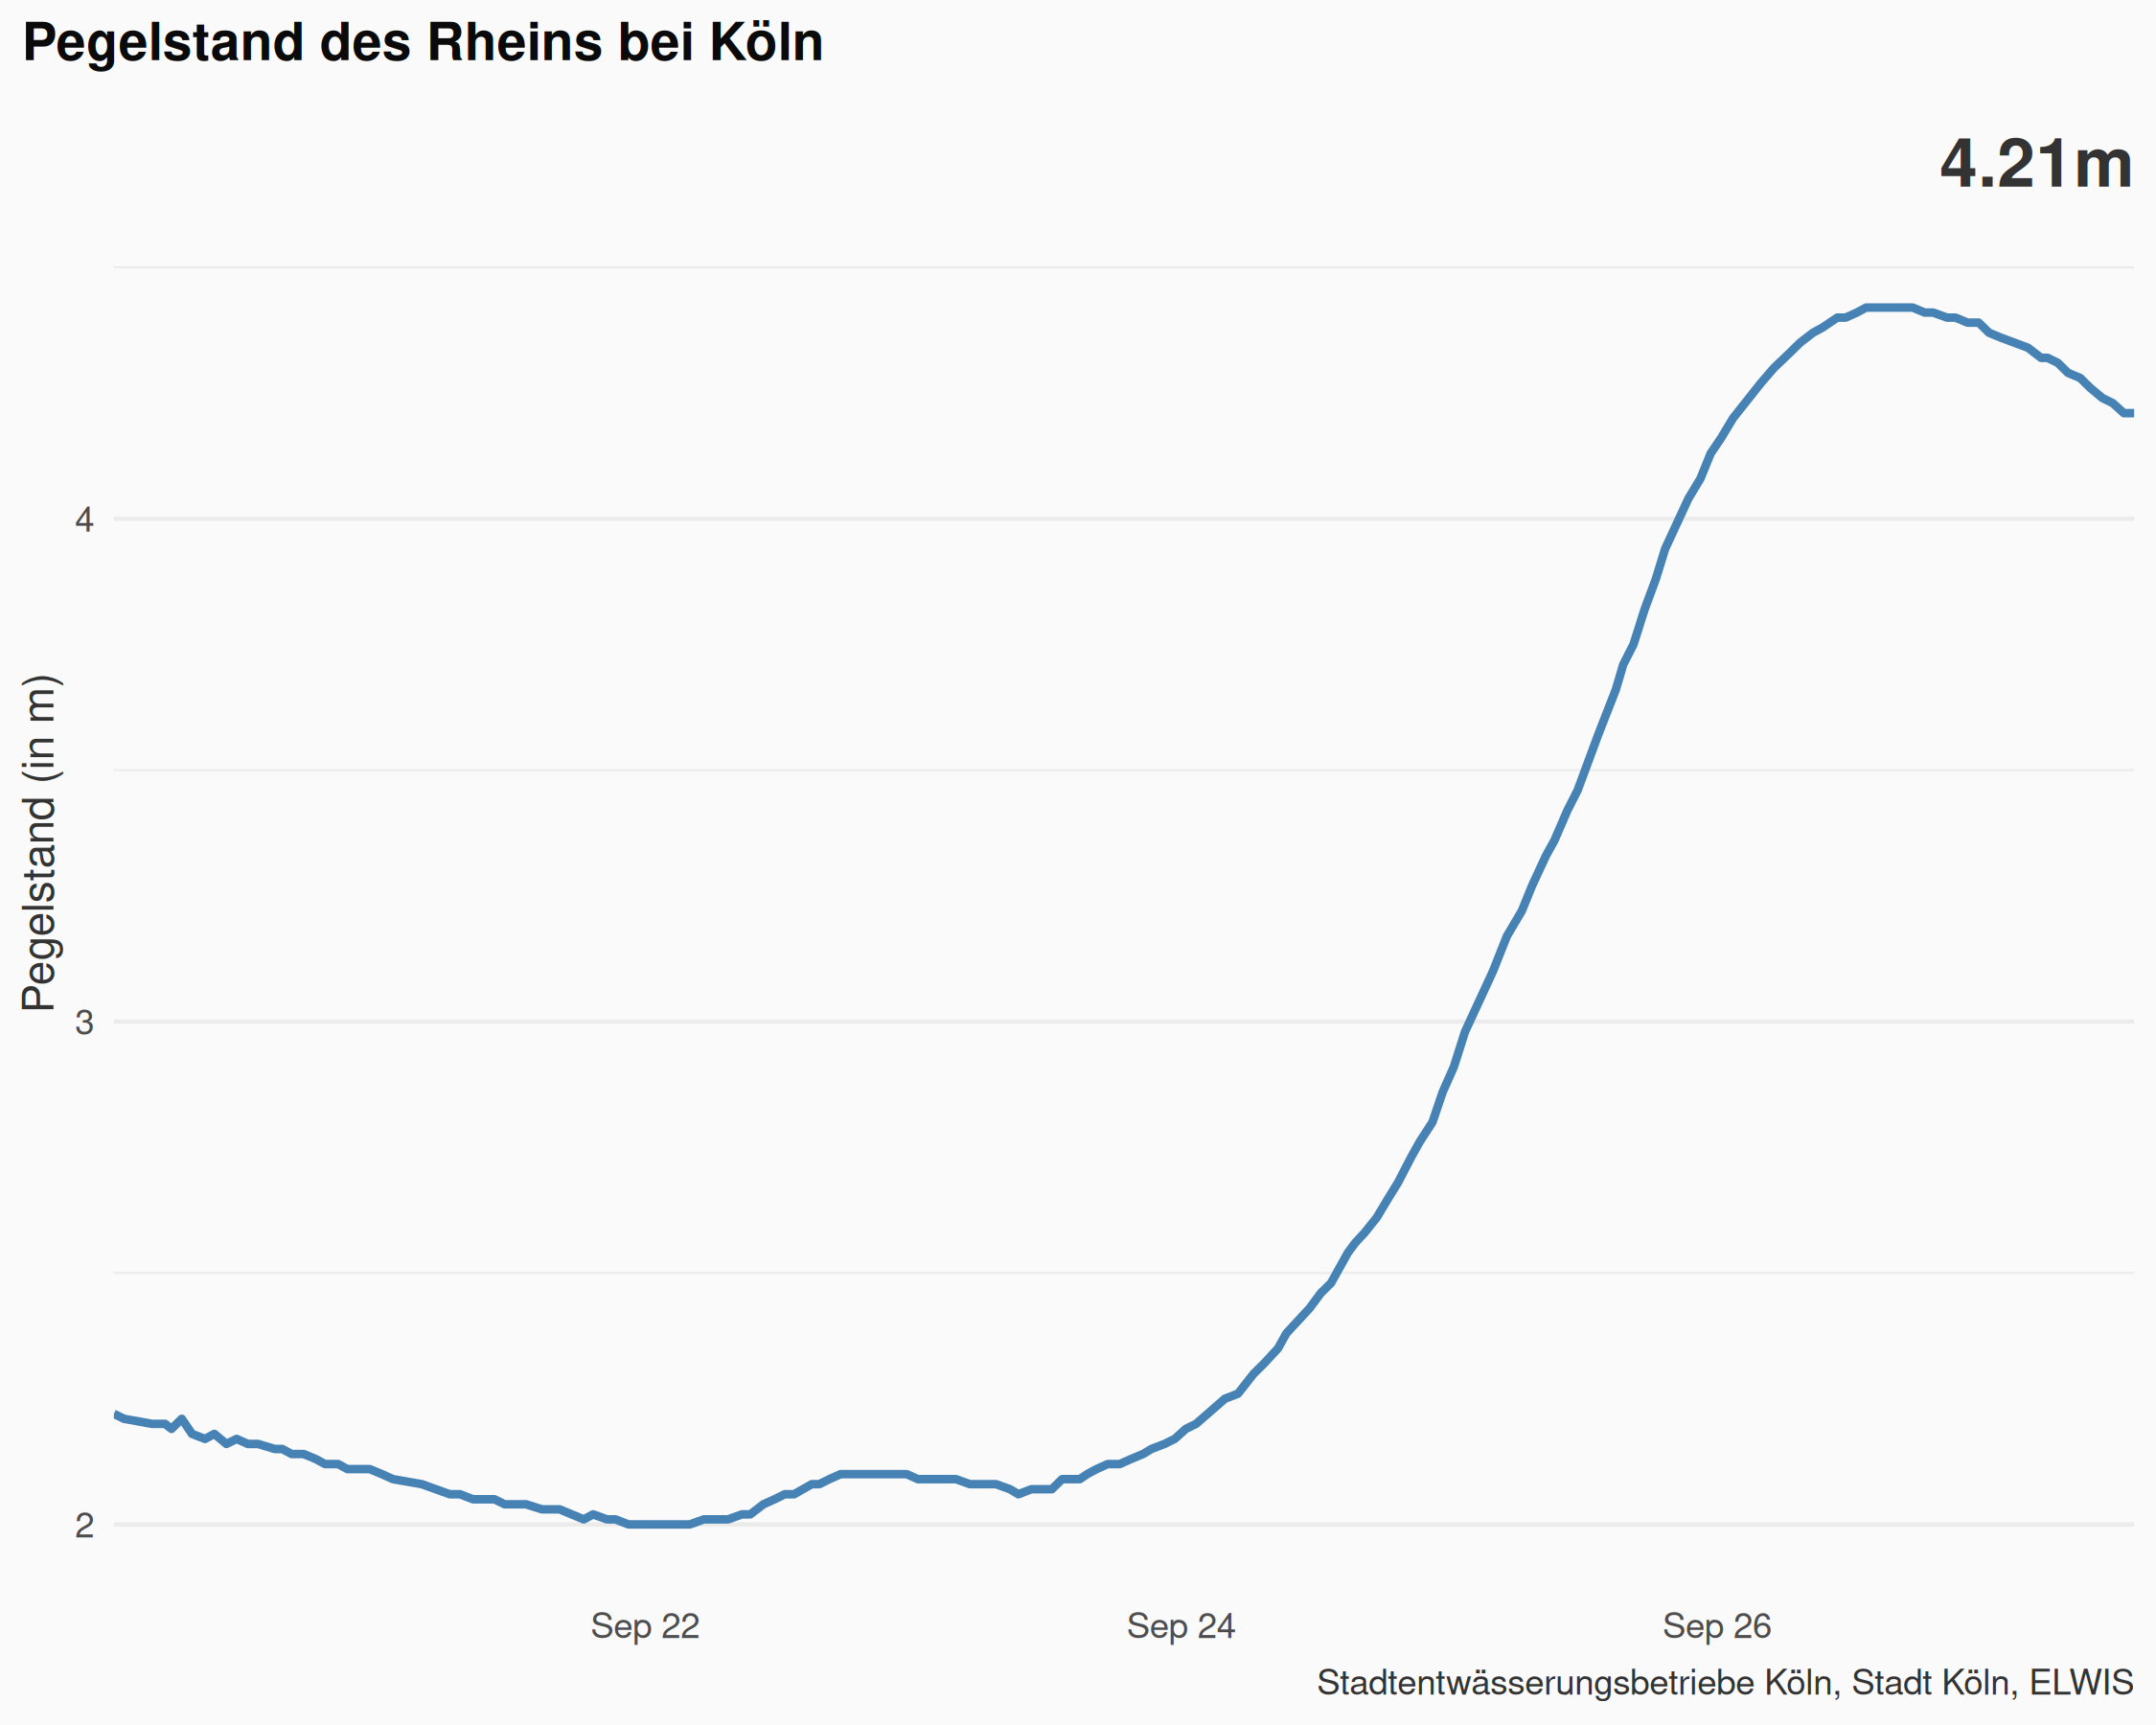 Pegelstand des Rheins bei Köln
4.21m
Pegelstand (in m)
4
3
2
Sep 22
Sep 24
Sep 26
Stadtentwässerungsbetriebe Köln, Stadt Köln, ELWIS